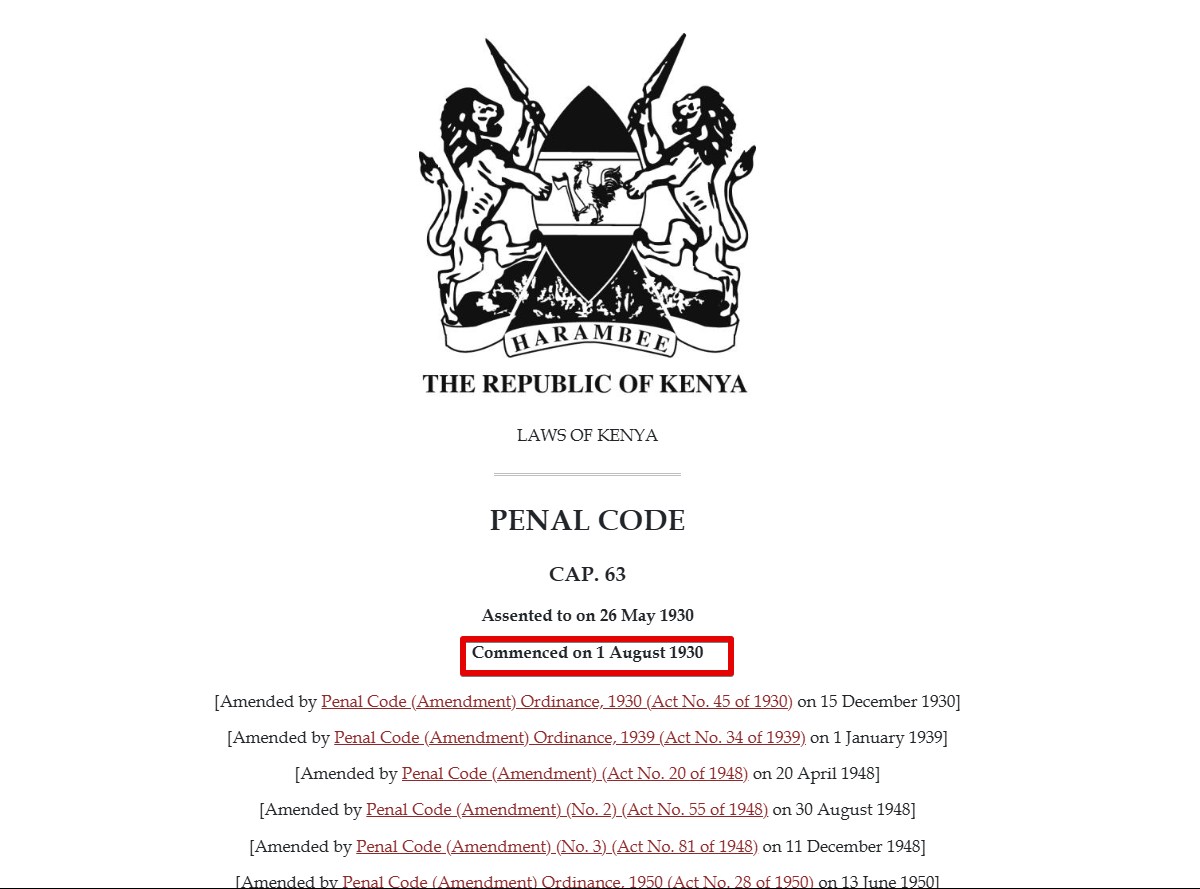 HARAMBEE
THE REPUBLIC OF KENYA
LAWS OF KENYA
PENAL CODE
CAP. 63
Assented to on 26 May 1930
Commenced on 1 August 1930
[Amended by Penal Code (Amendment) Ordinance, 1930 (Act No. 45 of 1930) on 15 December 1930]
[Amended by Penal Code (Amendment) Ordinance, 1939 (Act No. 34 of 1939) on 1 January 1939]
[Amended by Penal Code (Amendment) (Act No. 20 of 1948) on 20 April 1948]
[Amended by Penal Code (Amendment) (No. 2) (Act No. 55 of 1948) on 30 August 1948]
[Amended by Penal Code (Amendment) (No. 3) (Act No. 81 of 1948) on 11 December 1948]
[Amended by Penal Code (Amendment) Ordinance, 1950 (Act No. 28 of 1950) on 13 June 1950]